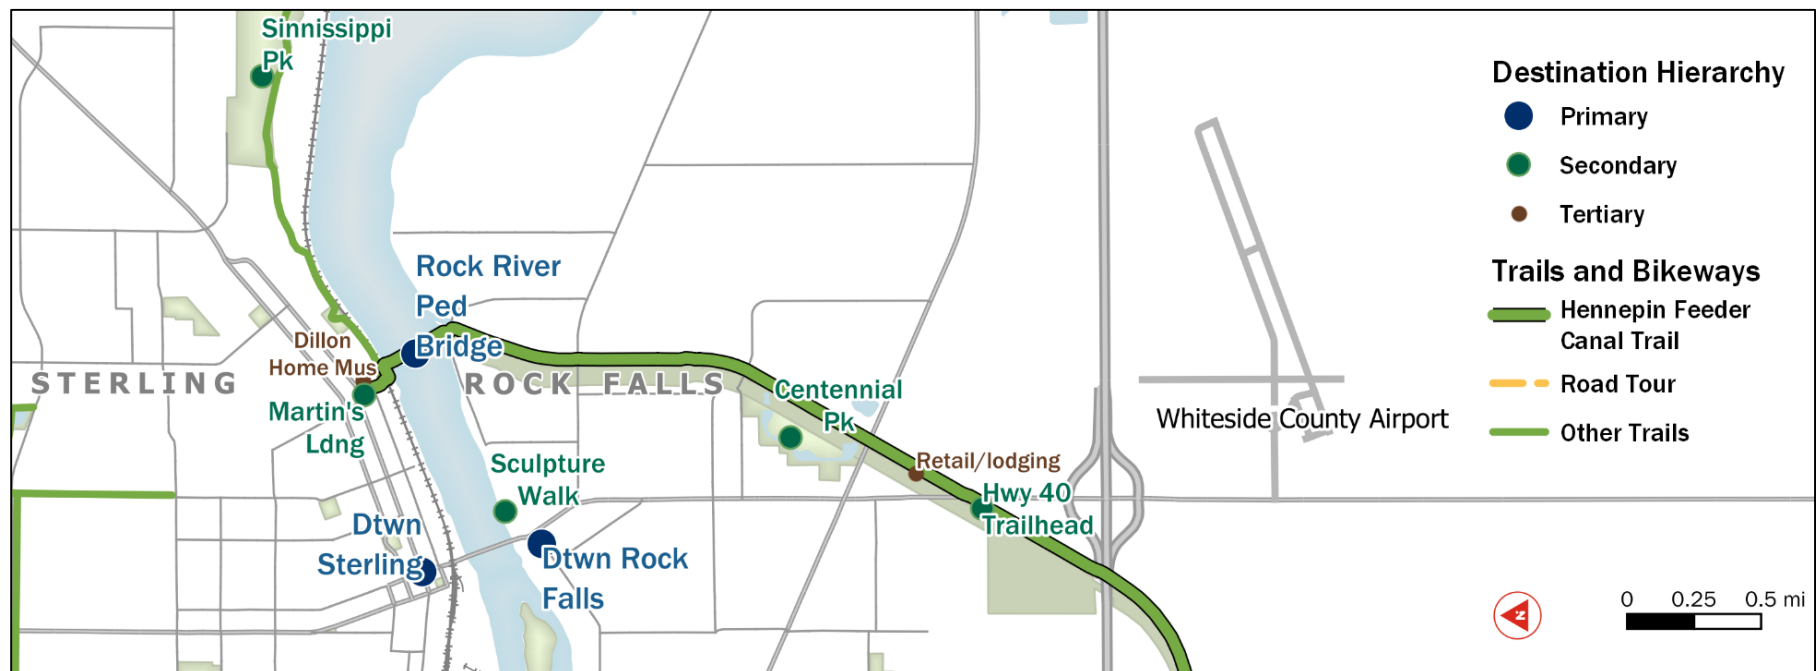 Sinnissippi
Pk
Rock River
Ped
Bridge
Dillon
Home Mus
STERLING
ROCK FALLS
Martin's
Ldng
Centennial
Pk
Sculpture
Walk
Retail/lodging
Hwy 40
Trailhead
Dtwn
Sterling
Dtwn Rock
Falls
Whiteside County Airport
Destination Hierarchy
Primary
Secondary
Tertiary
Trails and Bikeways
Hennepin Feeder
Canal Trail
Road Tour
Other Trails
N
0 0.25 0.5 mi